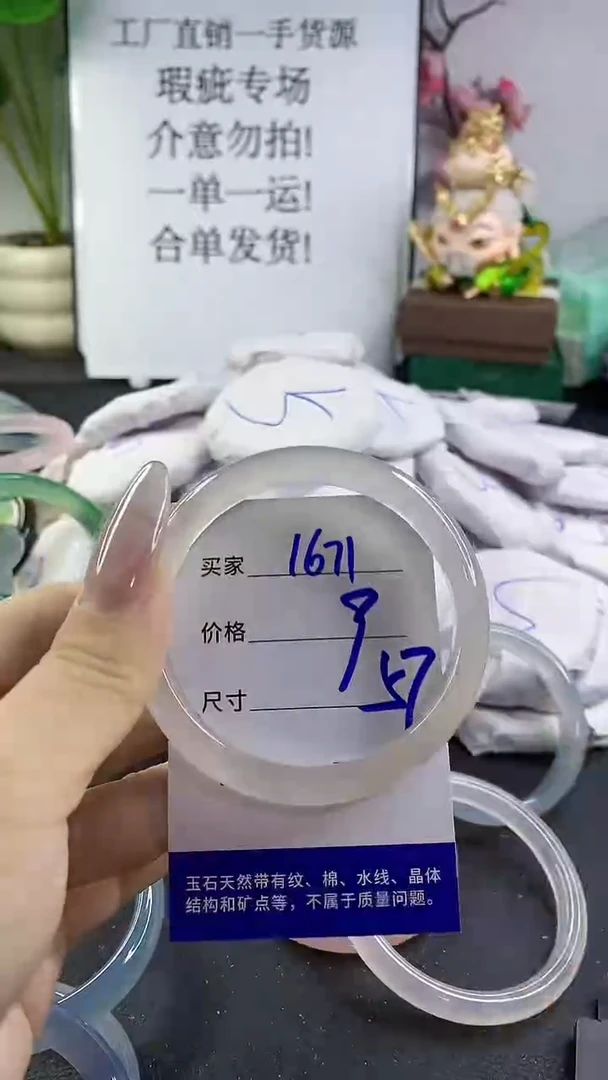 工厂直销一手货源
瑕疵专场
介意勿拍!
一单一运!
合单发货!
买家 1671
价格 9
尺寸 57
玉石天然带有纹、棉、水线、晶体
结构和矿点等，不属于质量问题。